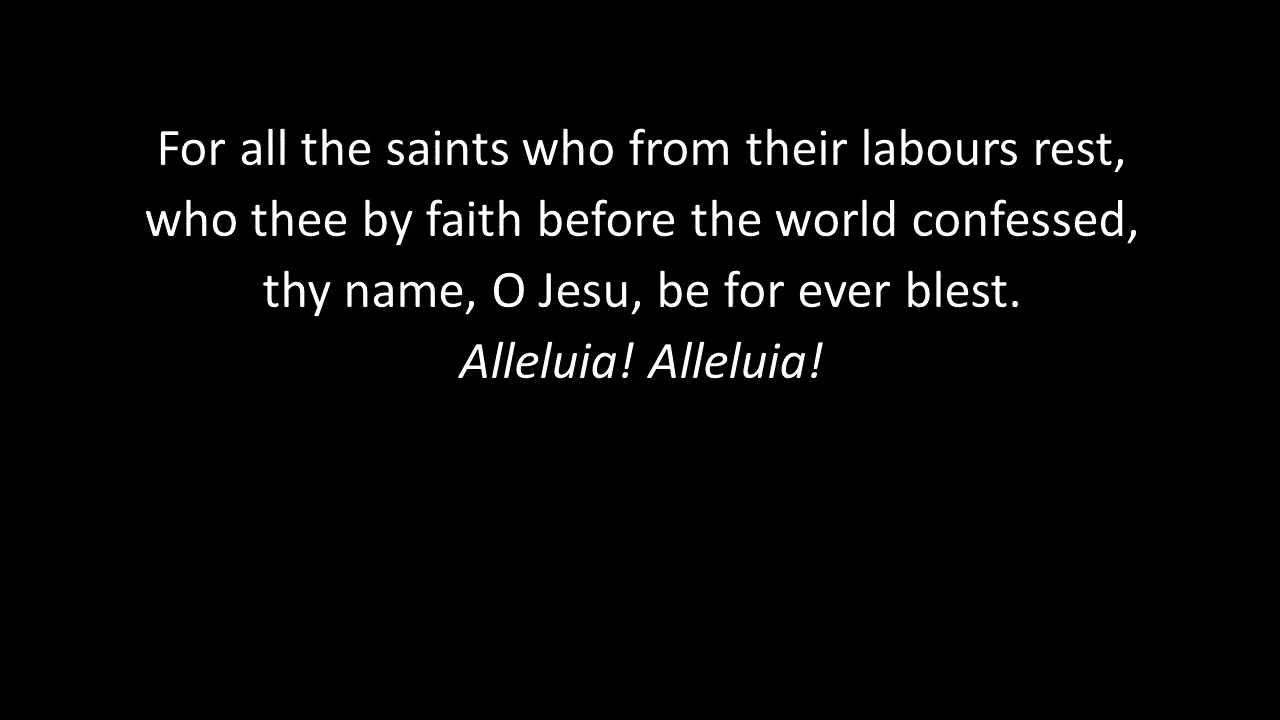 For all the saints who from their labours rest,
who thee by faith before the world confessed,
thy name, O Jesu, be for ever blest.
Alleluia! Alleluia!